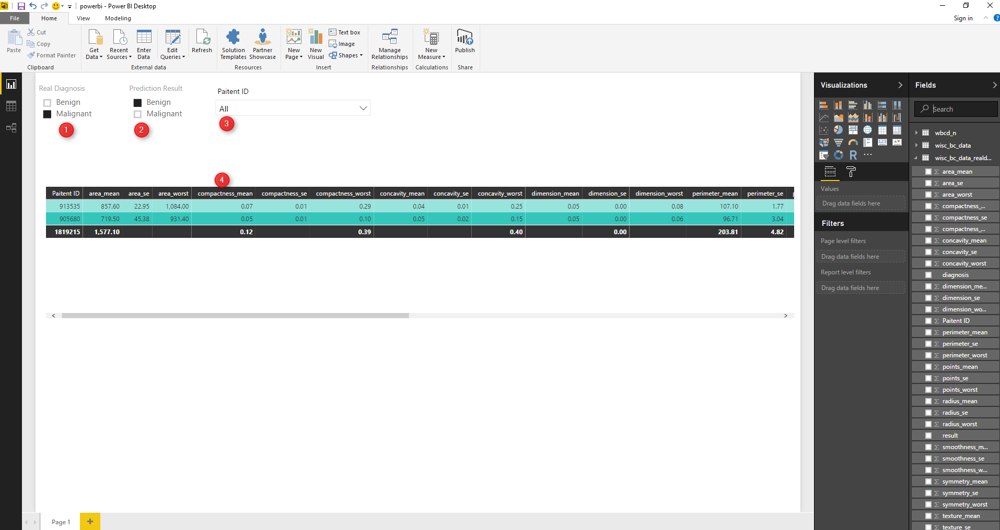 powerbi - Power BI Desktop
File Home View Modeling Sign in
Paste
Cut
Copy
Format Painter
Clipboard
Get Data
Recent Sources
Enter Data
Edit Queries
Refresh
External data
Solution Templates
Partner Showcase
Resources
New Page
New Visual
Text box
Image
Shapes
Insert
Manage Relationships
Relationships
New Measure
Calculations
Publish
Share
Real Diagnosis
Benign
Malignant
1
Prediction Result
Benign
Malignant
2
Paitent ID
All
3
4
Paitent ID area_mean area_se area_worst compactness_mean compactness_se compactness_worst concavity_mean concavity_se concavity_worst dimension_mean dimension_se dimension_worst perimeter_mean perimeter_se
913535 857.60 22.95 1,084.00 0.07 0.01 0.29 0.04 0.01 0.25 0.05 0.00 0.08 107.10 1.77
905680 719.50 45.38 931.40 0.05 0.01 0.10 0.05 0.02 0.15 0.05 0.00 0.06 96.71 3.04
1819215 1,577.10 0.12 0.39 0.40 0.00 203.81 4.82
Page 1
+
Visualizations
R
...
Values
Drag data fields here
Filters
Page level filters
Drag data fields here
Report level filters
Drag data fields here
Fields
Search
wbcd_n
wisc_bc_data
wisc_bc_data_reald...
area_mean
area_se
area_worst
compactness_...
compactness_se
compactness_...
concavity_mean
concavity_se
concavity_worst
diagnosis
dimension_me...
dimension_se
dimension_wo...
Paitent ID
perimeter_mean
perimeter_se
perimeter_worst
points_mean
points_se
points_worst
radius_mean
radius_se
radius_worst
result
smoothness_m...
smoothness_se
smoothness_w...
symmetry_mean
symmetry_se
symmetry_worst
texture_mean
texture_se